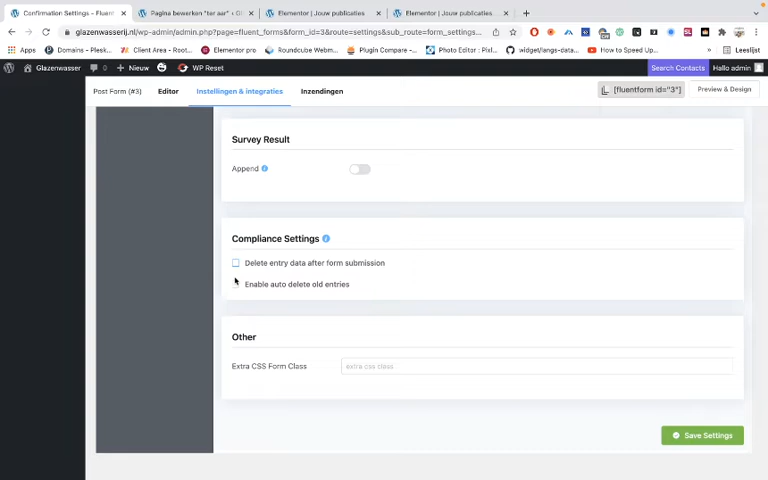 Confirmation Settings - Fluent
Pagina bewerken "ter aar" ‹ Gl
Elementor | Jouw publicaties
Elementor | Jouw publicaties
glazenwasserij.nl/wp-admin/admin.php?page=fluent_forms&form_id=3&route=settings&sub_route=form_settings...
Apps
Domains – Plesk...
Client Area - Root...
Elementor pro
Roundcube Webm...
Plugin Compare –...
Photo Editor : Pixl...
widget/langs-data...
How to Speed Up...
»
Leeslijst
Glazenwasser
0
Nieuw
WP Reset
Search Contacts
Hallo admin
Post Form (#3)
Editor
Instellingen & integraties
Inzendingen
[fluentform id="3"]
Preview & Design
Survey Result
Append
Compliance Settings
Delete entry data after form submission
Enable auto delete old entries
Other
Extra CSS Form Class
extra css class
Save Settings